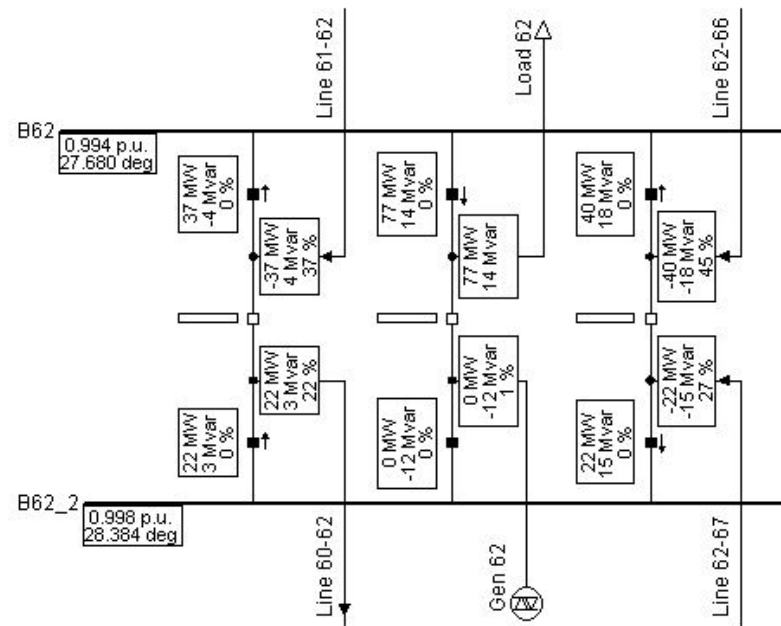 Line 61-62
Load 62
Line 62-66
B62
0.994 p.u.
27.680 deg
37 MW
-4 Mvar
0 %
77 MW
14 Mvar
0 %
40 MW
18 Mvar
0 %
-37 MW
4 Mvar
37 %
77 MW
14 Mvar
-40 MW
-18 Mvar
45 %
22 MW
3 Mvar
22 %
0 MW
-12 Mvar
1 %
-22 MW
-15 Mvar
27 %
22 MW
3 Mvar
0 %
0 MW
-12 Mvar
0 %
22 MW
15 Mvar
0 %
B62_2
0.998 p.u.
28.384 deg
Line 60-62
Gen 62
Line 62-67